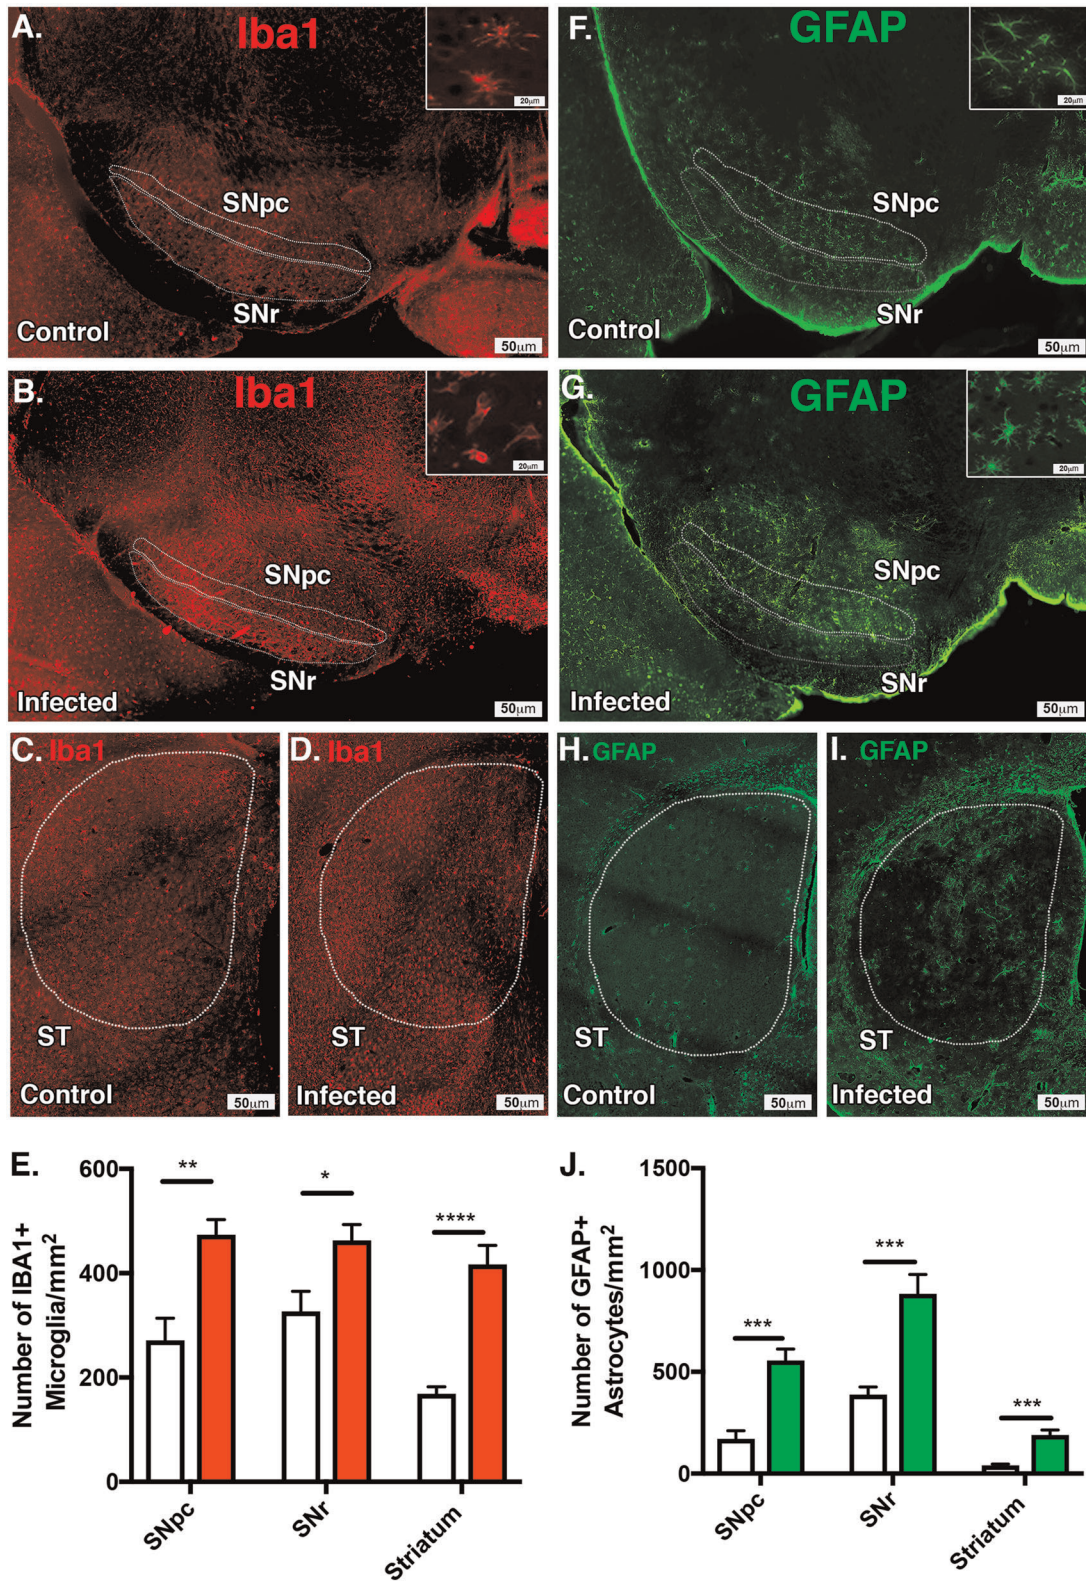 A. Iba1
20μm
SNpc
SNr
Control
50μm
F. GFAP
20μm
SNpc
SNr
Control
50μm
B. Iba1
20μm
SNpc
SNr
Infected
50μm
G. GFAP
20μm
SNpc
SNr
Infected
50μm
C. Iba1
ST
Control
50μm
D. Iba1
ST
Infected
50μm
H. GFAP
ST
Control
50μm
I. GFAP
ST
Infected
50μm
E.
Number of IBA1+
Microglia/mm²
600
400
200
0
**
*
****
SNpc
SNr
Striatum
J.
Number of GFAP+
Astrocytes/mm²
1500
1000
500
0
***
***
***
SNpc
SNr
Striatum